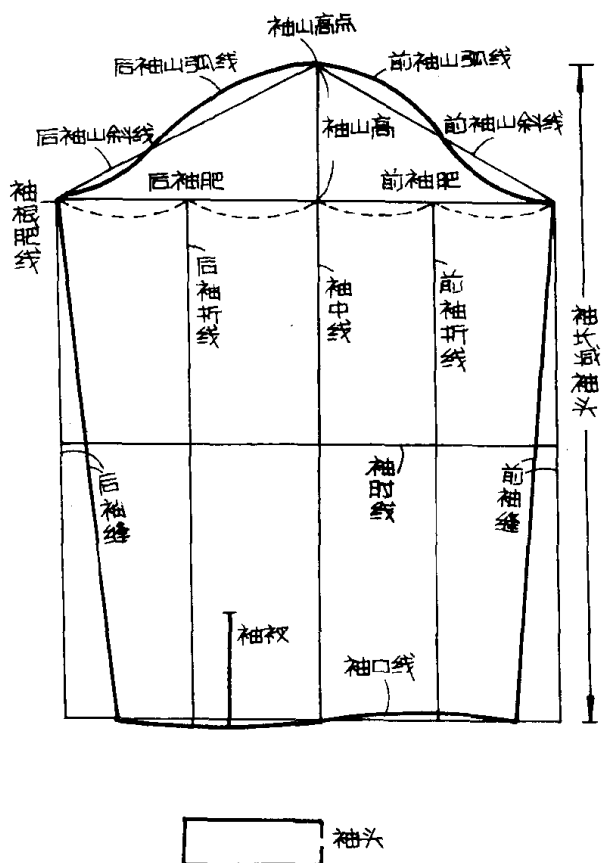 袖山高点
后袖山弧线
前袖山弧线
后袖山斜线
袖山高
前袖山斜线
后袖肥
前袖肥
袖根肥线
后袖折线
袖中线
前袖折线
袖长减袖头
袖肘线
后袖缝
前袖缝
袖衩
袖口线
袖头